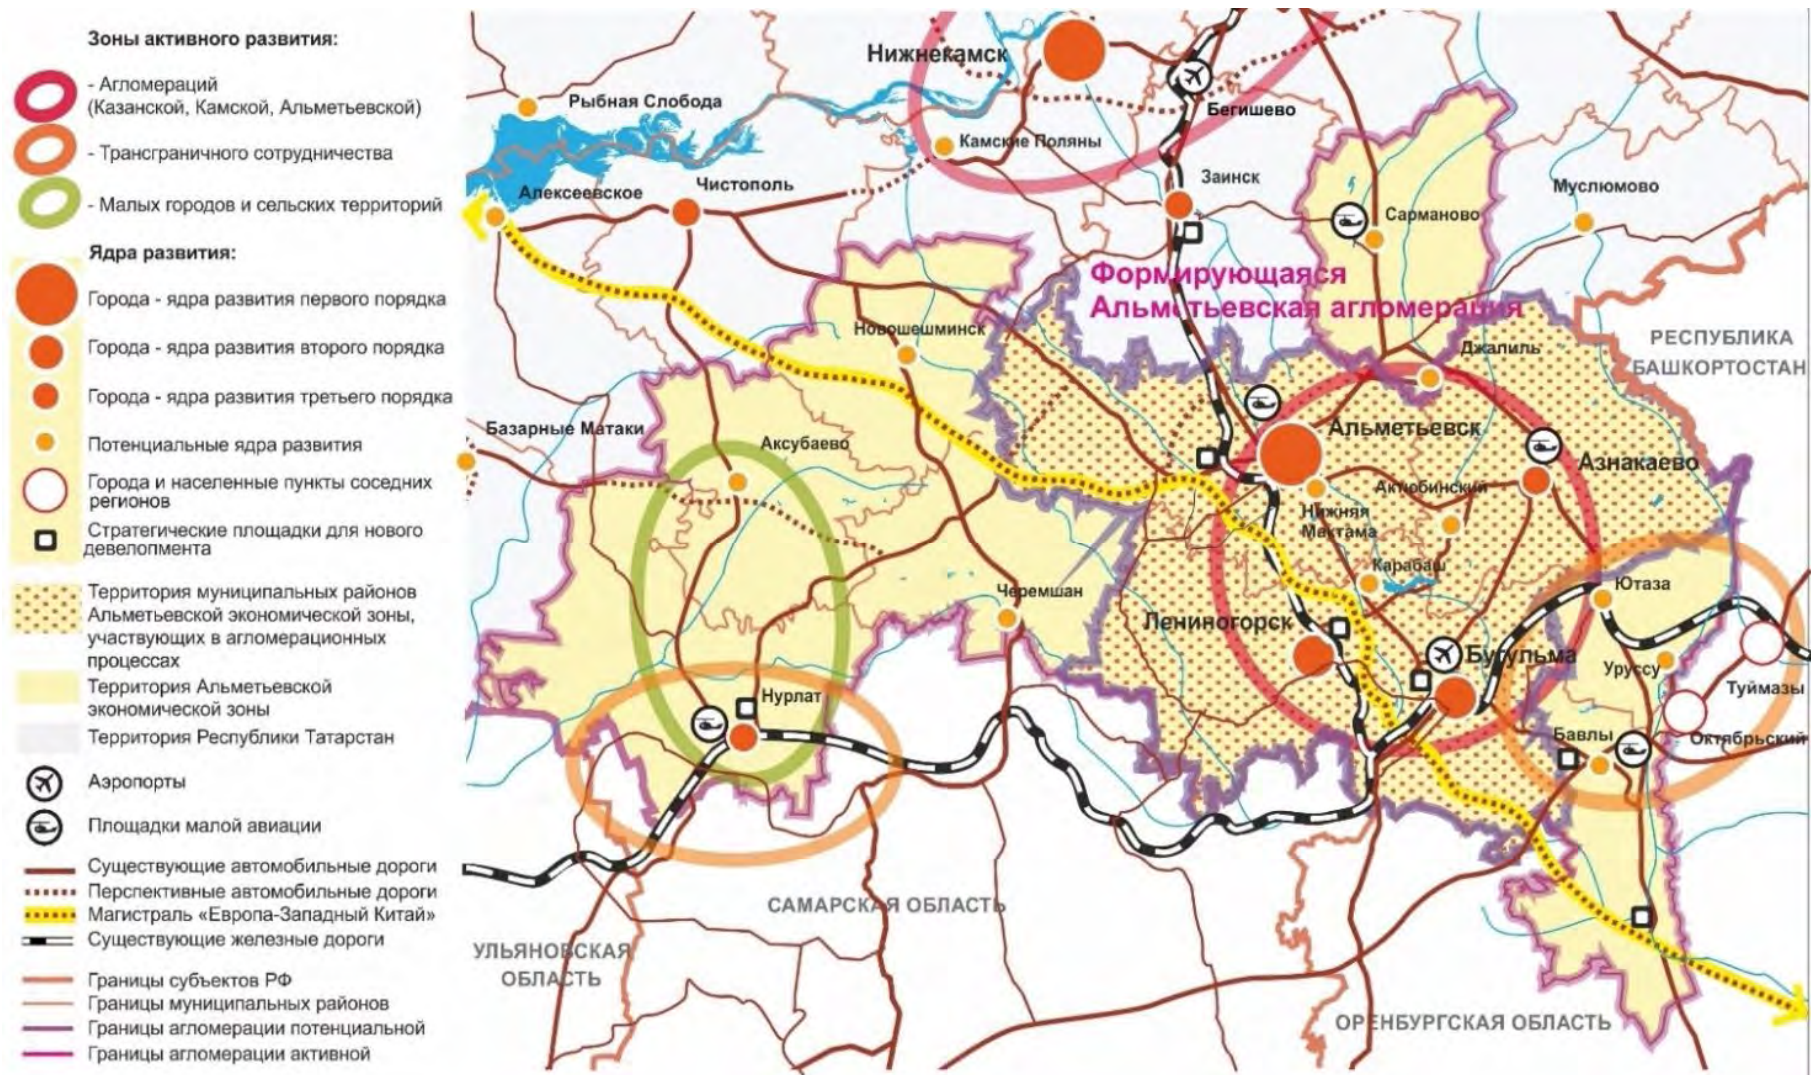 Зоны активного развития:
- Агломераций
(Казанской, Камской, Альметьевской)
- Трансграничного сотрудничества
- Малых городов и сельских территорий
Ядра развития:
Города - ядра развития первого порядка
Города - ядра развития второго порядка
Города - ядра развития третьего порядка
Потенциальные ядра развития
Города и населенные пункты соседних
регионов
Стратегические площадки для нового
девелопмента
Территория муниципальных районов
Альметьевской экономической зоны,
участвующих в агломерационных
процессах
Территория Альметьевской
экономической зоны
Территория Республики Татарстан
Аэропорты
Площадки малой авиации
Существующие автомобильные дороги
Перспективные автомобильные дороги
Магистраль «Европа-Западный Китай»
Существующие железные дороги
Границы субъектов РФ
Границы муниципальных районов
Границы агломерации потенциальной
Границы агломерации активной
Нижнекамск
Рыбная Слобода
Бегишево
Камские Поляны
Заинск
Чистополь
Алексеевское
Муслюмово
Сарманово
Формирующаяся
Альметьевская агломерация
Новошешминск
Джалиль
РЕСПУБЛИКА
БАШКОРТОСТАН
Базарные Матаки
Аксубаево
Альметьевск
Азнакаево
Актюбинский
Нижняя
Мактама
Карабаш
Ютаза
Черемшан
Лениногорск
Бугульма
Уруссу
Туймазы
Нурлат
Бавлы
Октябрьский
САМАРСКАЯ ОБЛАСТЬ
УЛЬЯНОВСКАЯ
ОБЛАСТЬ
ОРЕНБУРГСКАЯ ОБЛАСТЬ